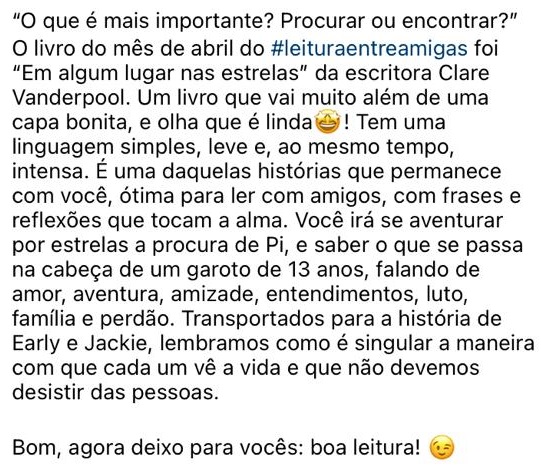 “O que é mais importante? Procurar ou encontrar?”
O livro do mês de abril do #leituraentreamigas foi
“Em algum lugar nas estrelas” da escritora Clare
Vanderpool. Um livro que vai muito além de uma
capa bonita, e olha que é linda🤩! Tem uma
linguagem simples, leve e, ao mesmo tempo,
intensa. É uma daquelas histórias que permanece
com você, ótima para ler com amigos, com frases e
reflexões que tocam a alma. Você irá se aventurar
por estrelas a procura de Pi, e saber o que se passa
na cabeça de um garoto de 13 anos, falando de
amor, aventura, amizade, entendimentos, luto,
família e perdão. Transportados para a história de
Early e Jackie, lembramos como é singular a maneira
com que cada um vê a vida e que não devemos
desistir das pessoas.
Bom, agora deixo para vocês: boa leitura! 😉